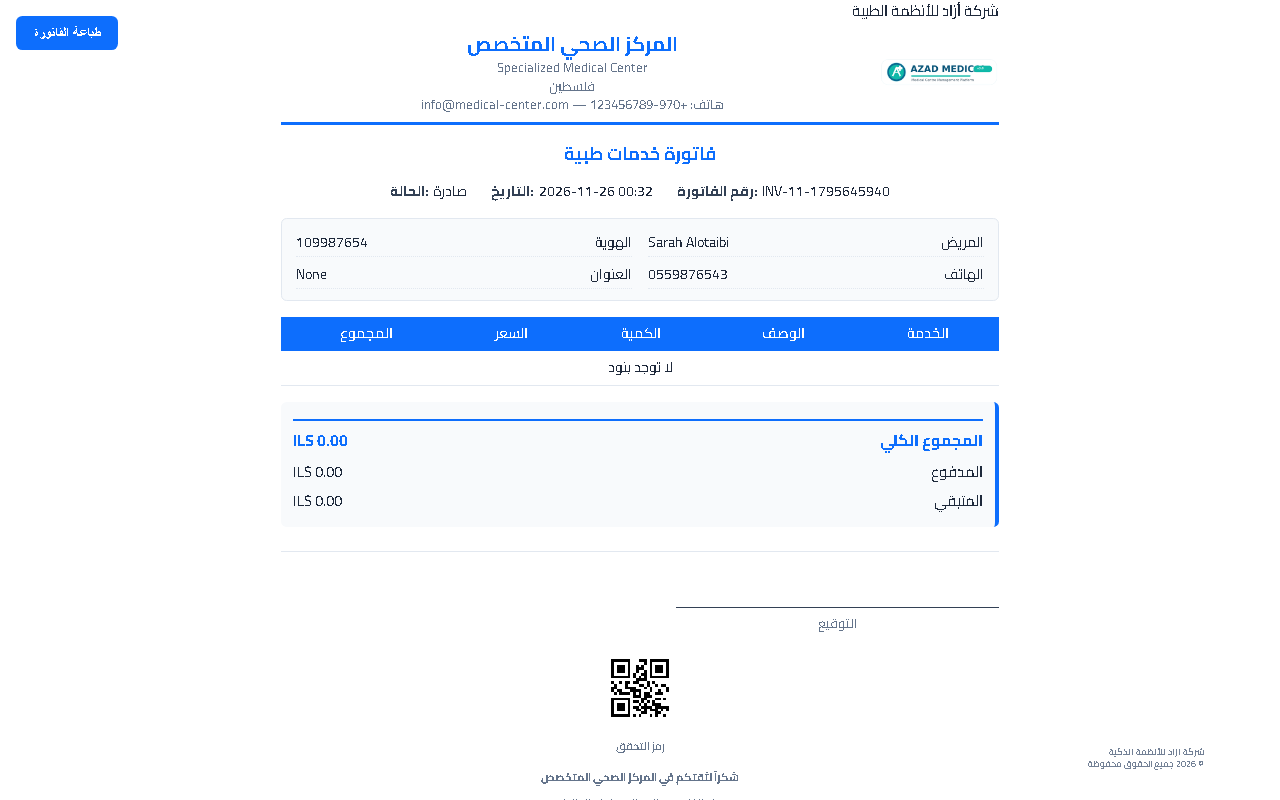 شركة أزاد للأنظمة الطبية
طباعة الفاتورة
المركز الصحي المتخصص
Specialized Medical Center
فلسطين
هاتف: +970-123456789 — info@medical-center.com
AZAD MEDIC
فاتورة خدمات طبية
رقم الفاتورة: INV-11-1795645940 التاريخ: 2026-11-26 00:32 الحالة: صادرة
المريض Sarah Alotaibi الهوية 109987654
الهاتف 0559876543 العنوان None
الخدمة الوصف الكمية السعر المجموع
لا توجد بنود
المجموع الكلي ILS 0.00
المدفوع ILS 0.00
المتبقي ILS 0.00
التوقيع
رمز التحقق
شكراً لثقتكم في المركز الصحي المتخصص
شركة ازاد للأنظمة الذكية
© 2026 جميع الحقوق محفوظة